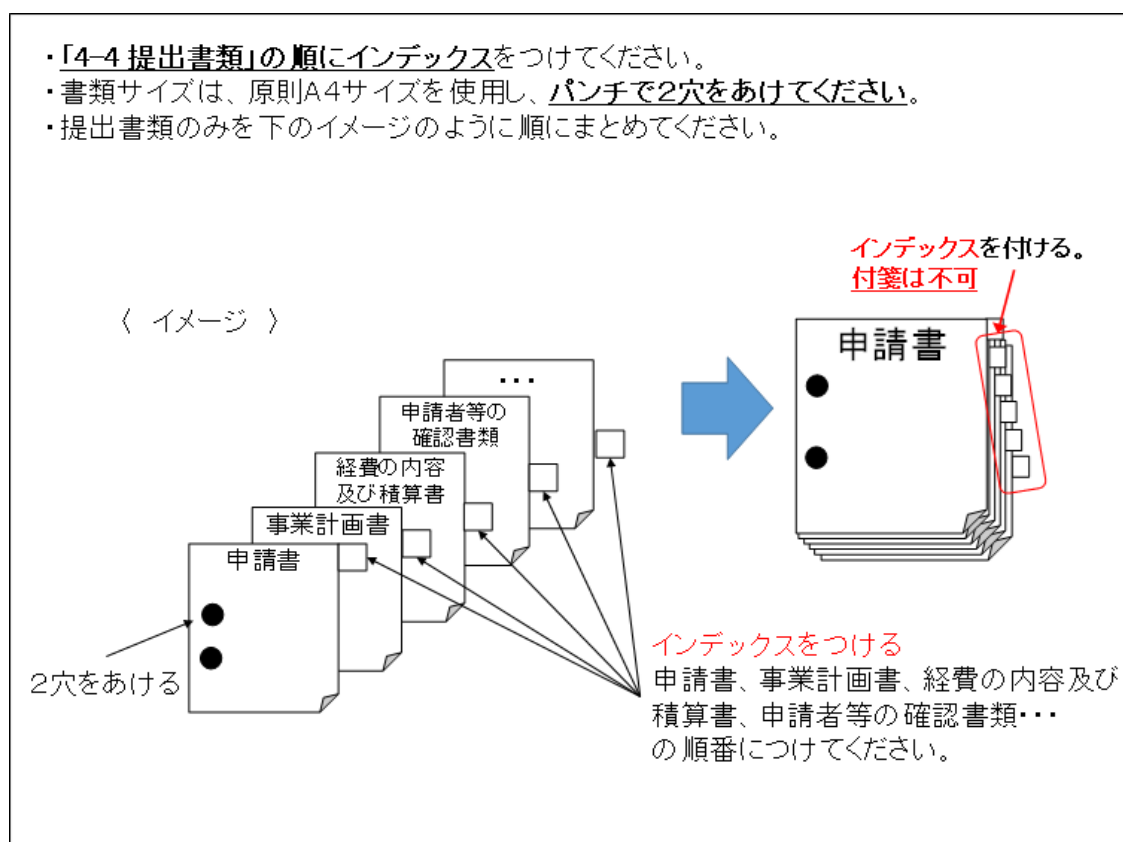 ・「4-4 提出書類」の順にインデックスをつけてください。
・書類サイズは、原則A4サイズを使用し、パンチで2穴をあけてください。
・提出書類のみを下のイメージのように順にまとめてください。
インデックスを付ける。
付箋は不可
〈 イメージ 〉
申請書
・・・
申請者等の
確認書類
経費の内容
及び積算書
事業計画書
申請書
2穴をあける
インデックスをつける
申請書、事業計画書、経費の内容及び
積算書、申請者等の確認書類・・・
の順番につけてください。